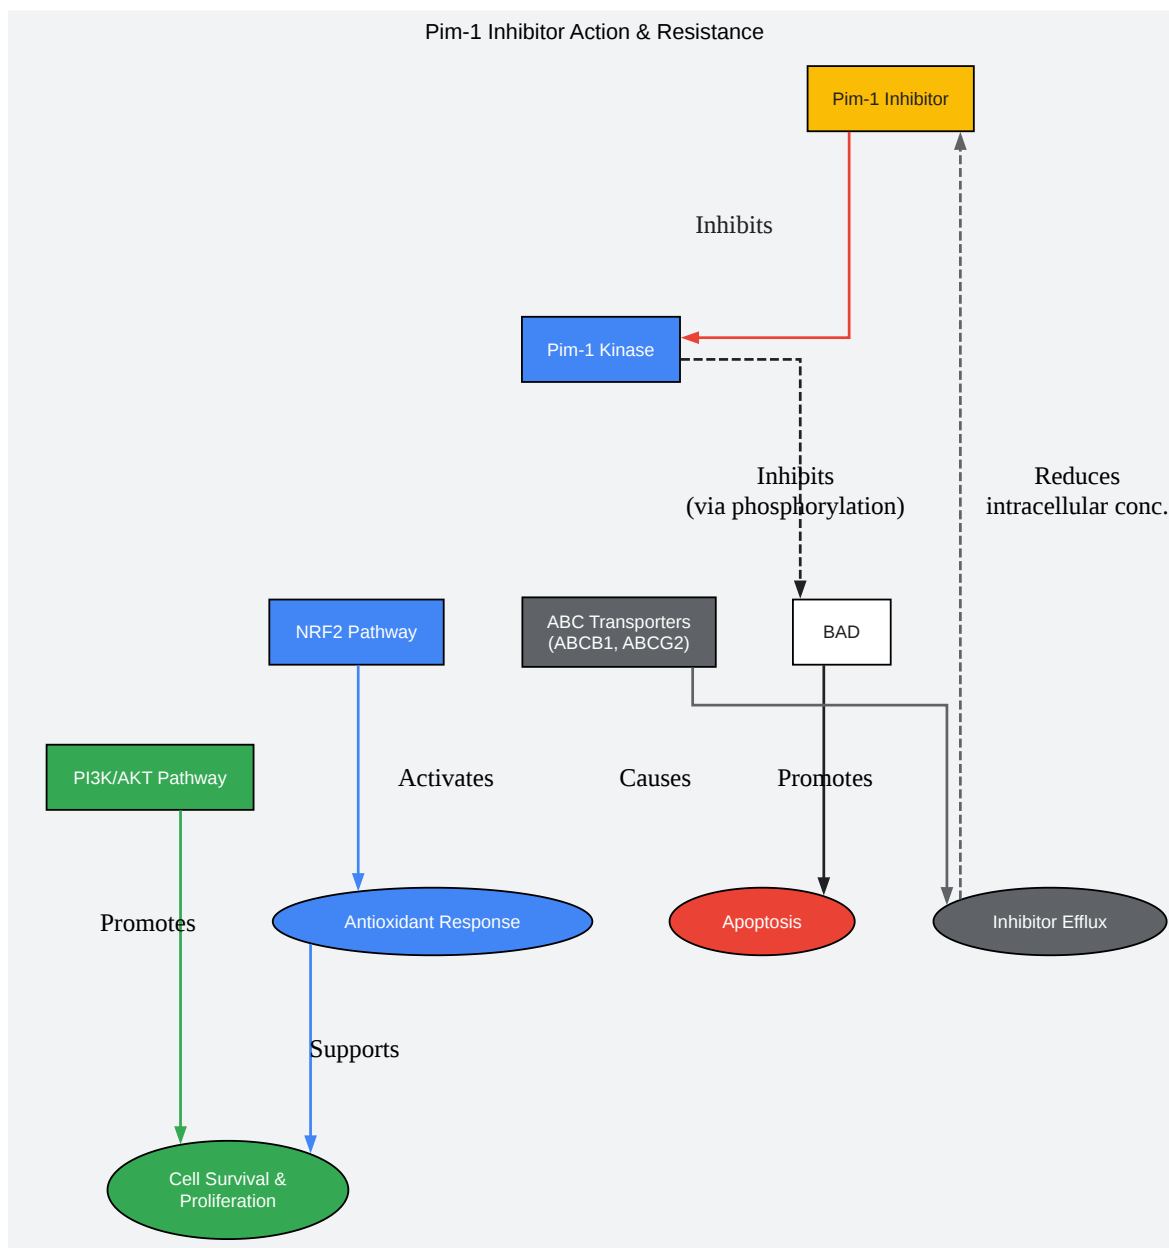 Pim-1 Inhibitor Action & Resistance
Pim-1 Inhibitor
Inhibits
Pim-1 Kinase
Inhibits
(via phosphorylation)
Reduces
intracellular conc.
NRF2 Pathway
ABC Transporters
(ABCB1, ABCG2)
BAD
PI3K/AKT Pathway
Activates
Causes
Promotes
Promotes
Antioxidant Response
Apoptosis
Inhibitor Efflux
Supports
Cell Survival &
Proliferation